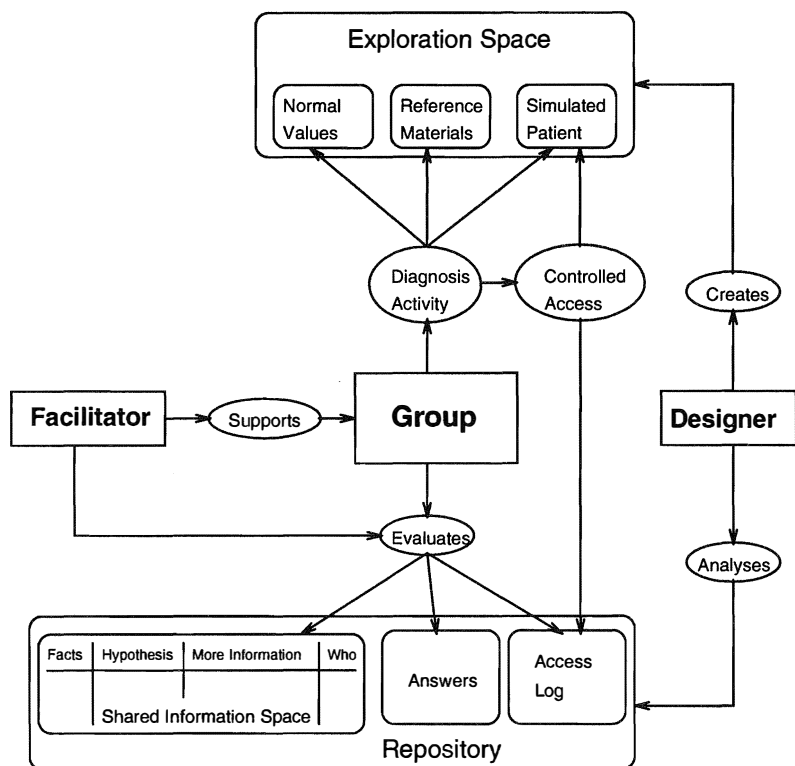 Exploration Space
Normal
Values
Reference
Materials
Simulated
Patient
Diagnosis
Activity
Controlled
Access
Creates
Facilitator
Supports
Group
Designer
Evaluates
Analyses
Facts
Hypothesis
More Information
Who
Shared Information Space
Answers
Access
Log
Repository